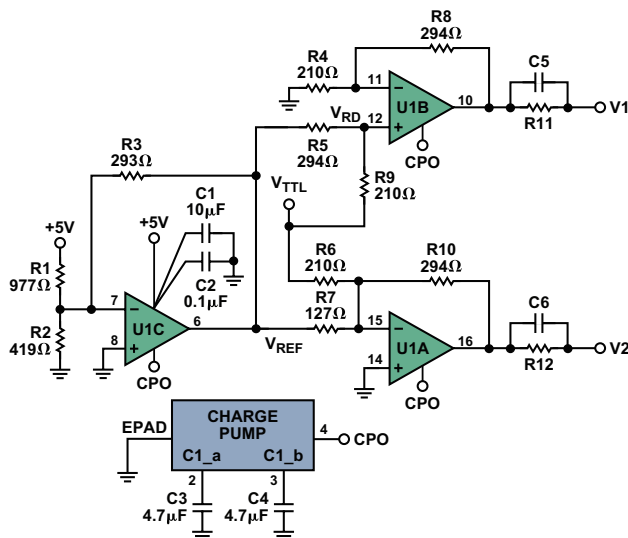 R8
294Ω
R4
210Ω
11
−
U1B
10
12
+
CPO
C5
R11
V1
VRD
R5
294Ω
R9
210Ω
R3
293Ω
VTTL
C1
10µF
C2
0.1µF
+5V
+5V
R1
977Ω
R2
419Ω
7
−
U1C
6
8
+
CPO
VREF
R6
210Ω
R7
127Ω
R10
294Ω
15
−
U1A
16
14
+
CPO
C6
R12
V2
EPAD
CHARGE
PUMP
C1_a
C1_b
4
CPO
2
3
C3
4.7µF
C4
4.7µF